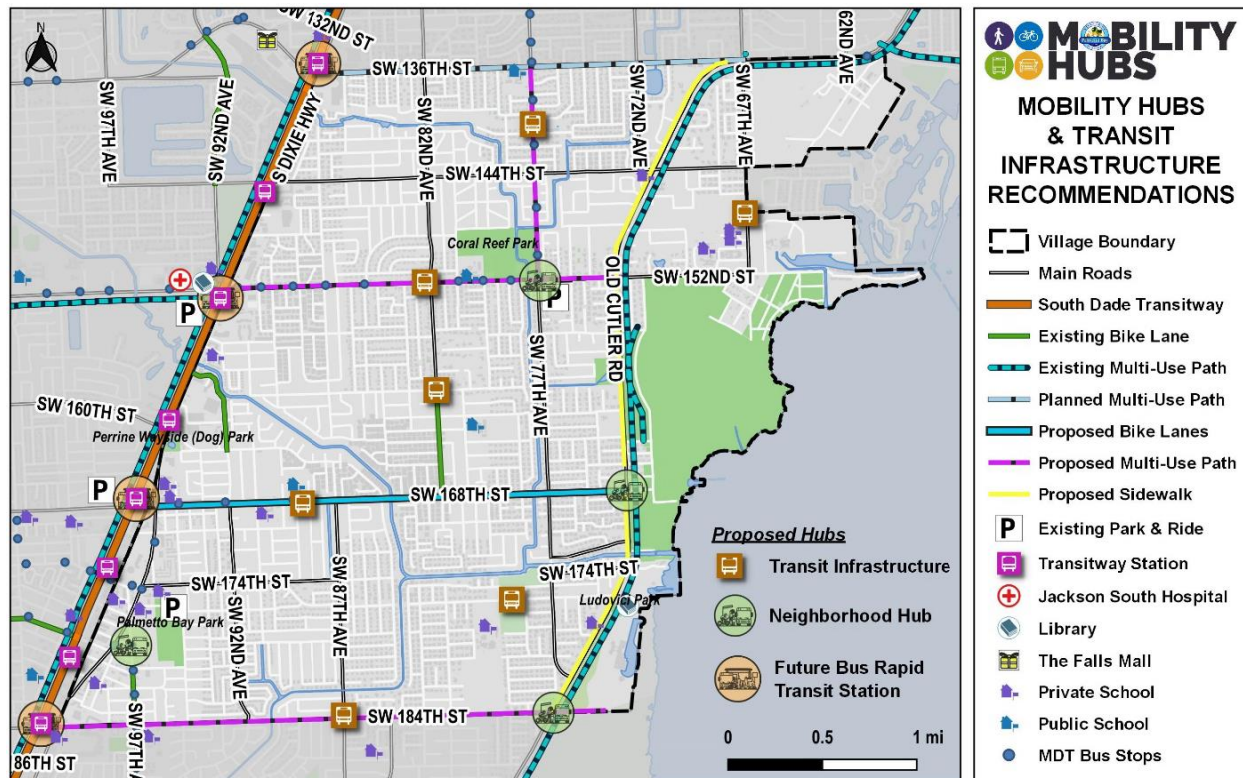 SW 132ND ST
SW 136TH ST
62ND AVE
SW 97TH AVE
SW 92ND AVE
S DIXIE HWY
SW 82ND AVE
SW 72ND AVE
SW 67TH AVE
SW 144TH ST
Coral Reef Park
SW 152ND ST
P
P
OLD CUTLER RD
SW 77TH AVE
SW 160TH ST
Perrine Wayside (Dog) Park
P
SW 168TH ST
SW 174TH ST
SW 174TH ST
P
Palmetto Bay Park
SW 92ND AVE
SW 87TH AVE
Ludovici Park
SW 184TH ST
SW 97TH A
86TH ST
Proposed Hubs
Transit Infrastructure
Neighborhood Hub
Future Bus Rapid
Transit Station
0 0.5 1 mi
MOBILITY
HUBS
MOBILITY HUBS
& TRANSIT
INFRASTRUCTURE
RECOMMENDATIONS
Village Boundary
Main Roads
South Dade Transitway
Existing Bike Lane
Existing Multi-Use Path
Planned Multi-Use Path
Proposed Bike Lanes
Proposed Multi-Use Path
Proposed Sidewalk
P Existing Park & Ride
Transitway Station
Jackson South Hospital
Library
The Falls Mall
Private School
Public School
MDT Bus Stops